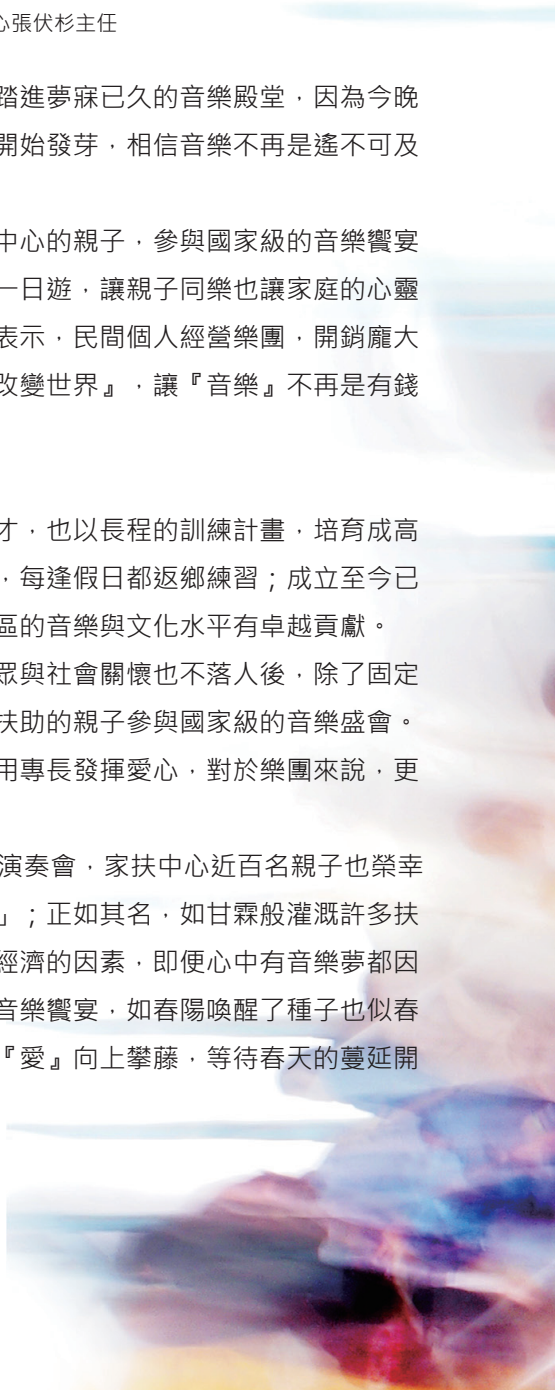 心張伏杉主任
踏進夢寐已久的音樂殿堂，因為今晚
開始發芽，相信音樂不再是遙不可及
中心的親子，參與國家級的音樂饗宴
一日遊，讓親子同樂也讓家庭的心靈
表示，民間個人經營樂團，開銷龐大
改變世界』，讓『音樂』不再是有錢
才，也以長程的訓練計畫，培育成高
，每逢假日都返鄉練習；成立至今已
區的音樂與文化水平有卓越貢獻。
眾與社會關懷也不落人後，除了固定
扶助的親子參與國家級的音樂盛會。
用專長發揮愛心，對於樂團來說，更
演奏會，家扶中心近百名親子也榮幸
」；正如其名，如甘霖般灌溉許多扶
經濟的因素，即便心中有音樂夢都因
音樂饗宴，如春陽喚醒了種子也似春
『愛』向上攀藤，等待春天的蔓延開